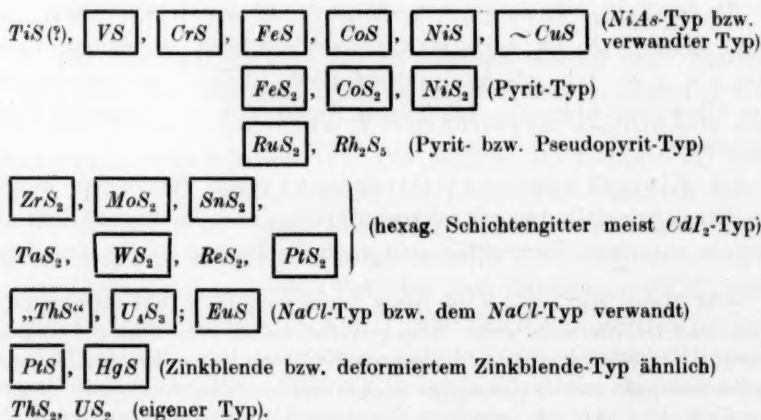 TiS(?), VS, CrS, FeS, CoS, NiS, ~CuS (NiAs-Typ bzw. verwandter Typ)
FeS₂, CoS₂, NiS₂ (Pyrit-Typ)
RuS₂, Rh₂S₅ (Pyrit- bzw. Pseudopyrit-Typ)
ZrS₂, MoS₂, SnS₂,
(hexag. Schichtengitter meist CdI₂-Typ)
TaS₂, WS₂, ReS₂, PtS₂
„ThS“, U₄S₃; EuS (NaCl-Typ bzw. dem NaCl-Typ verwandt)
PtS, HgS (Zinkblende bzw. deformiertem Zinkblende-Typ ähnlich)
ThS₂, US₂ (eigener Typ).